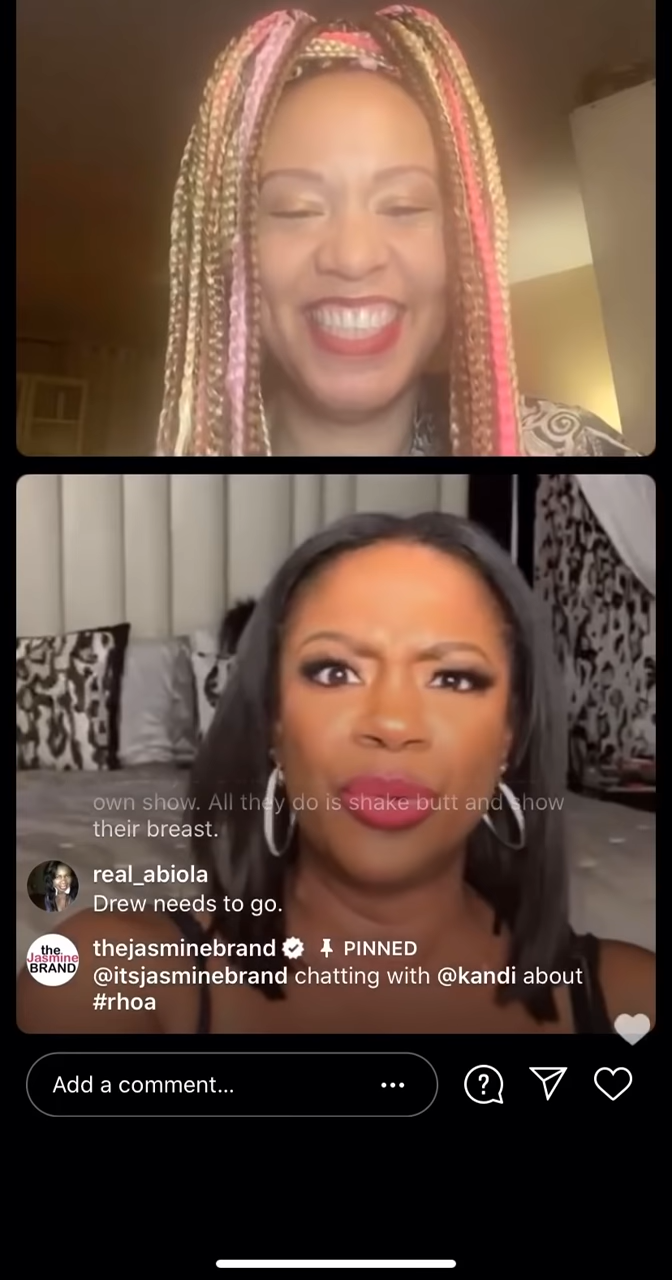 own show. All they do is shake butt and show
their breast.
real_abiola
Drew needs to go.
the
Jasmine
BRAND
thejasminebrand PINNED
@itsjasminebrand chatting with @kandi about
#rhoa
Add a comment...